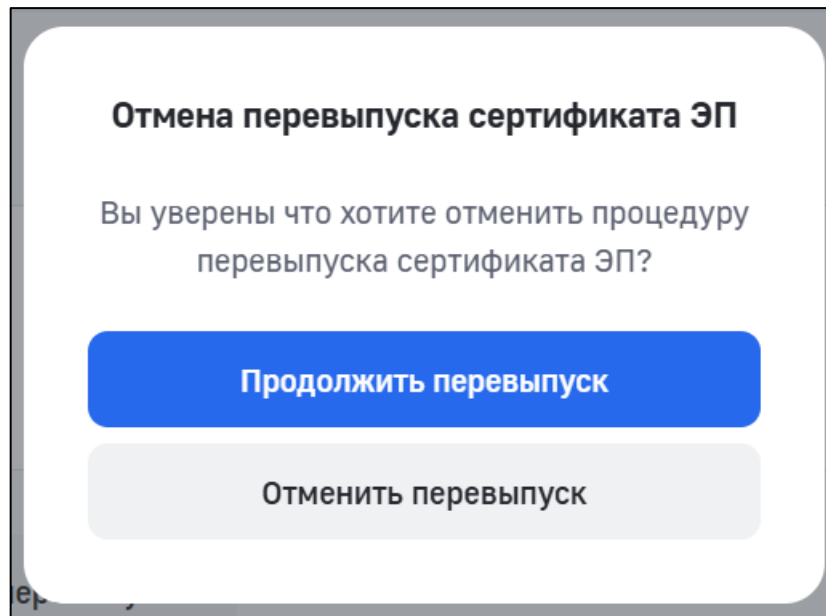 Отмена перевыпуска сертификата ЭП
Вы уверены что хотите отменить процедуру
перевыпуска сертификата ЭП?
Продолжить перевыпуск
Отменить перевыпуск